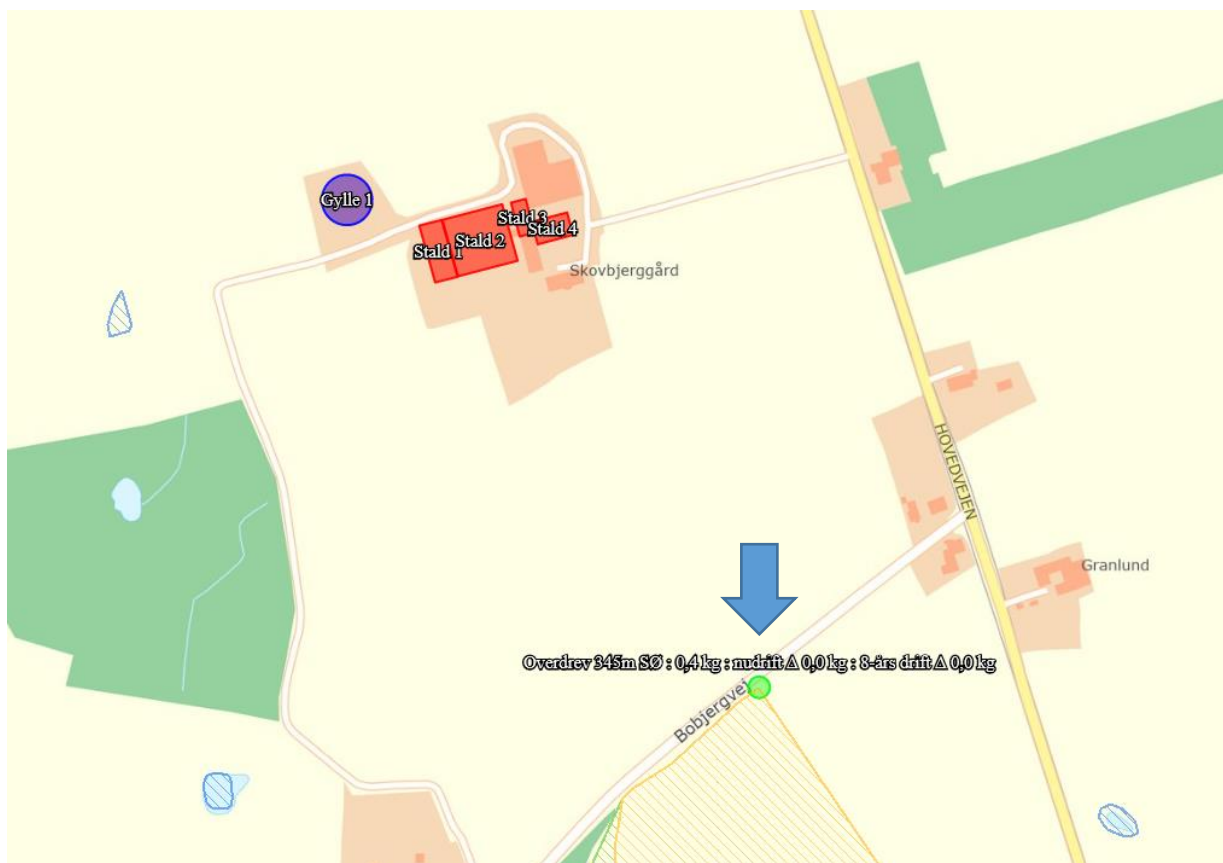 Gylle 1
Stald 3
Stald 4
Stald 1
Stald 2
Skovbjerggård
HOVEDVEJEN
Granlund
Overdrev 345m SØ : 0,4 kg : nudrift Δ 0,0 kg : 8-års drift Δ 0,0 kg
Bobjergvej